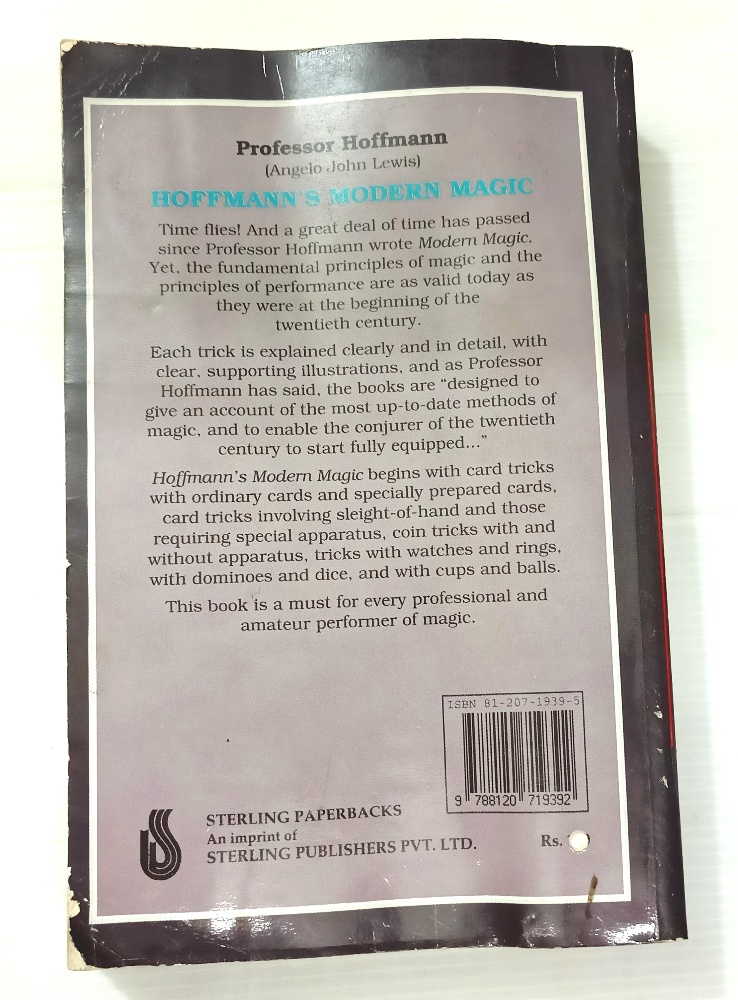 Professor Hoffmann
(Angelo John Lewis)
HOFFMANN'S MODERN MAGIC
Time flies! And a great deal of time has passed
since Professor Hoffmann wrote Modern Magic.
Yet, the fundamental principles of magic and the
principles of performance are as valid today as
they were at the beginning of the
twentieth century.
Each trick is explained clearly and in detail, with
clear, supporting illustrations, and as Professor
Hoffmann has said, the books are “designed to
give an account of the most up-to-date methods of
magic, and to enable the conjurer of the twentieth
century to start fully equipped...”
Hoffmann's Modern Magic begins with card tricks
with ordinary cards and specially prepared cards,
card tricks involving sleight-of-hand and those
requiring special apparatus, coin tricks with and
without apparatus, tricks with watches and rings,
with dominoes and dice, and with cups and balls.
This book is a must for every professional and
amateur performer of magic.
ISBN 81-207-1939-5
9 788120 719392
STERLING PAPERBACKS
An imprint of
STERLING PUBLISHERS PVT. LTD.
Rs.